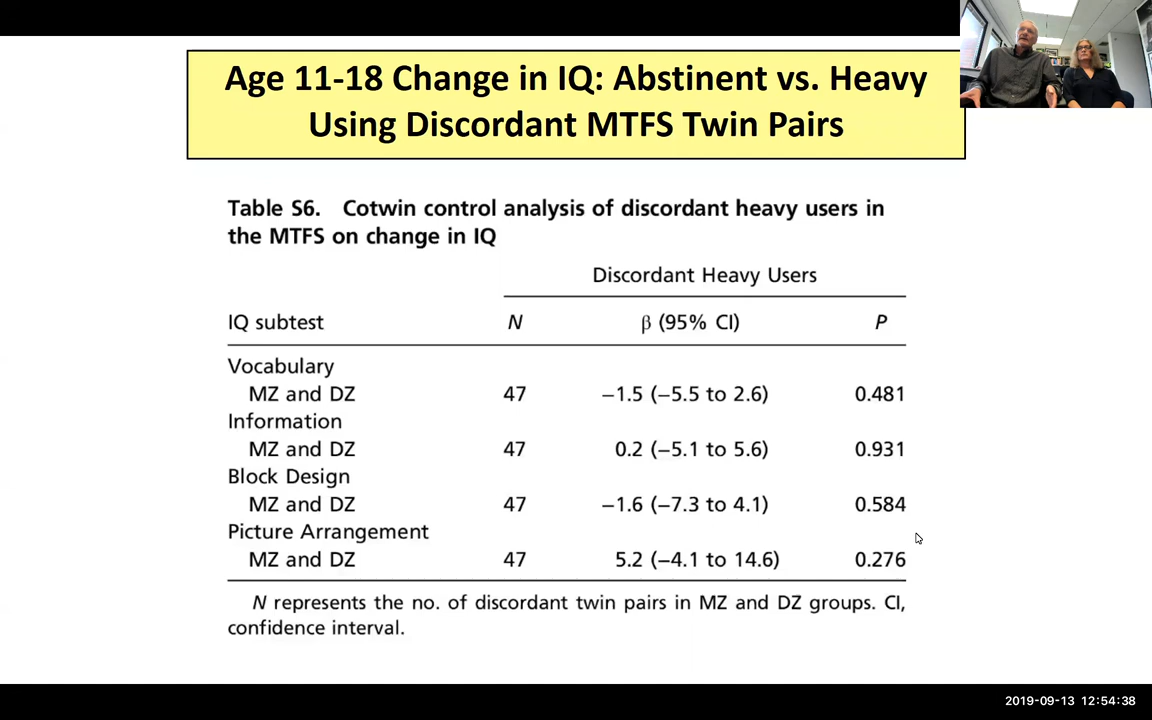 Age 11-18 Change in IQ: Abstinent vs. Heavy
Using Discordant MTFS Twin Pairs
Table S6. Cotwin control analysis of discordant heavy users in
the MTFS on change in IQ
Discordant Heavy Users
IQ subtest N β (95% CI) P
Vocabulary
MZ and DZ 47 −1.5 (−5.5 to 2.6) 0.481
Information
MZ and DZ 47 0.2 (−5.1 to 5.6) 0.931
Block Design
MZ and DZ 47 −1.6 (−7.3 to 4.1) 0.584
Picture Arrangement
MZ and DZ 47 5.2 (−4.1 to 14.6) 0.276
N represents the no. of discordant twin pairs in MZ and DZ groups. CI,
confidence interval.
2019-09-13 12:54:38